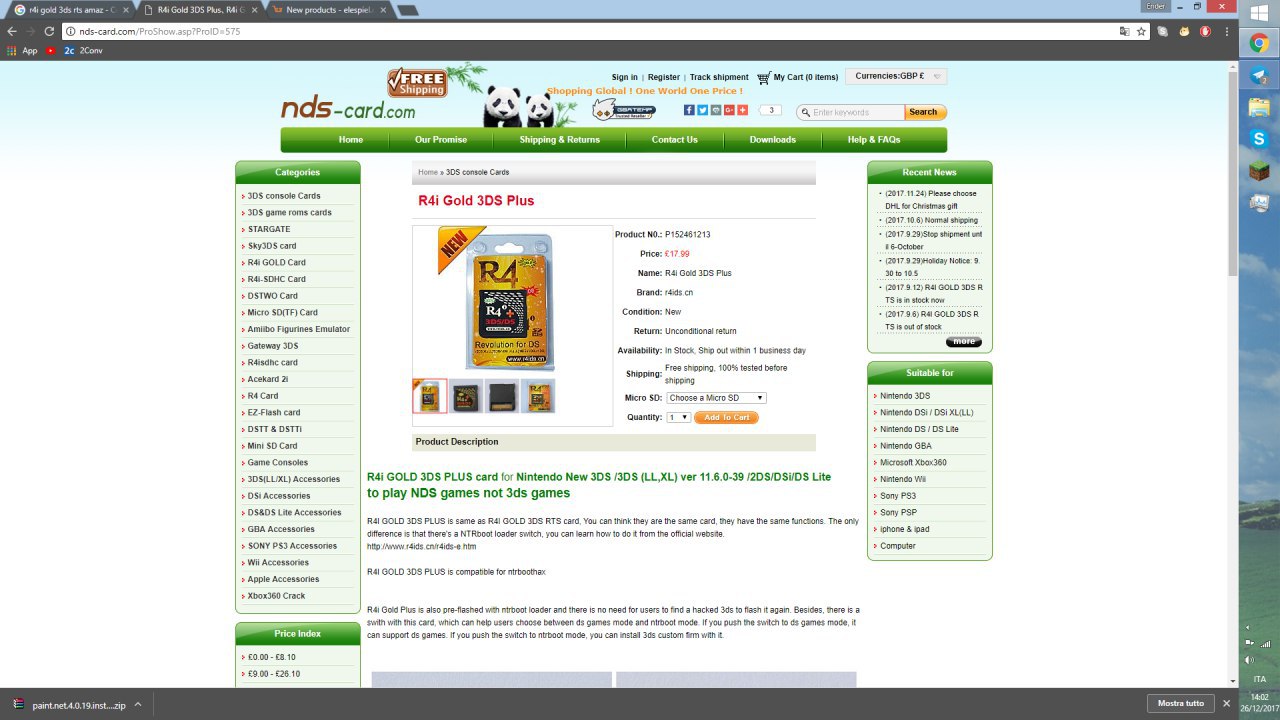 r4i gold 3ds rts amaz - C
R4i Gold 3DS Plus, R4i G
New products - elespiel
Ender
nds-card.com/ProShow.asp?ProID=575
App
2Conv
FREE
Shipping
Sign in | Register | Track shipment
My Cart (0 items)
Currencies:GBP £
Shopping Global ! One World One Price !
nds-card.com
GBATEMP
Trusted Reseller
3
Enter keywords
Search
Home
Our Promise
Shipping & Returns
Contact Us
Downloads
Help & FAQs
Categories
3DS console Cards
3DS game roms cards
STARGATE
Sky3DS card
R4i GOLD Card
R4i-SDHC Card
DSTWO Card
Micro SD(TF) Card
Amiibo Figurines Emulator
Gateway 3DS
R4isdhc card
Acekard 2i
R4 Card
EZ-Flash card
DSTT & DSTTi
Mini SD Card
Game Consoles
3DS(LL/XL) Accessories
DSi Accessories
DS&DS Lite Accessories
GBA Accessories
SONY PS3 Accessories
Wii Accessories
Apple Accessories
Xbox360 Crack
Price Index
£0.00 - £8.10
£9.00 - £26.10
Home » 3DS console Cards
R4i Gold 3DS Plus
NEW
R4
R4
3DS/DS
Revolution for DS
www.r4ids.cn
Product N0.: P152461213
Price: £17.99
Name: R4i Gold 3DS Plus
Brand: r4ids.cn
Condition: New
Return: Unconditional return
Availability: In Stock, Ship out within 1 business day
Shipping: Free shipping, 100% tested before
shipping
Micro SD: Choose a Micro SD
Quantity: 1 Add To Cart
Product Description
R4i GOLD 3DS PLUS card for Nintendo New 3DS /3DS (LL,XL) ver 11.6.0-39 /2DS/DSi/DS Lite
to play NDS games not 3ds games
R4I GOLD 3DS PLUS is same as R4I GOLD 3DS RTS card, You can think they are the same card, they have the same functions. The only
difference is that there's a NTRboot loader switch, you can learn how to do it from the official website.
http://www.r4ids.cn/r4ids-e.htm
R4I GOLD 3DS PLUS is compatible for ntrboothax
R4i Gold Plus is also pre-flashed with ntrboot loader and there is no need for users to find a hacked 3ds to flash it again. Besides, there is a
swith with this card, which can help users choose between ds games mode and ntrboot mode. If you push the switch to ds games mode, it
can support ds games. If you push the switch to ntrboot mode, you can install 3ds custom firm with it.
Recent News
(2017.11.24) Please choose
DHL for Christmas gift!
(2017.10.6) Normal shipping
(2017.9.29)Stop shipment unt
il 6-October
(2017.9.29)Holiday Notice: 9.
30 to 10.5
(2017.9.12) R4I GOLD 3DS R
TS is in stock now
(2017.9.6) R4I GOLD 3DS R
TS is out of stock
more
Suitable for
Nintendo 3DS
Nintendo DSi / DSi XL(LL)
Nintendo DS / DS Lite
Nintendo GBA
Microsoft Xbox360
Nintendo Wii
Sony PS3
Sony PSP
iphone & ipad
Computer
paint.net.4.0.19.inst....zip
Mostra tutto
ITA
14:02
26/12/2017